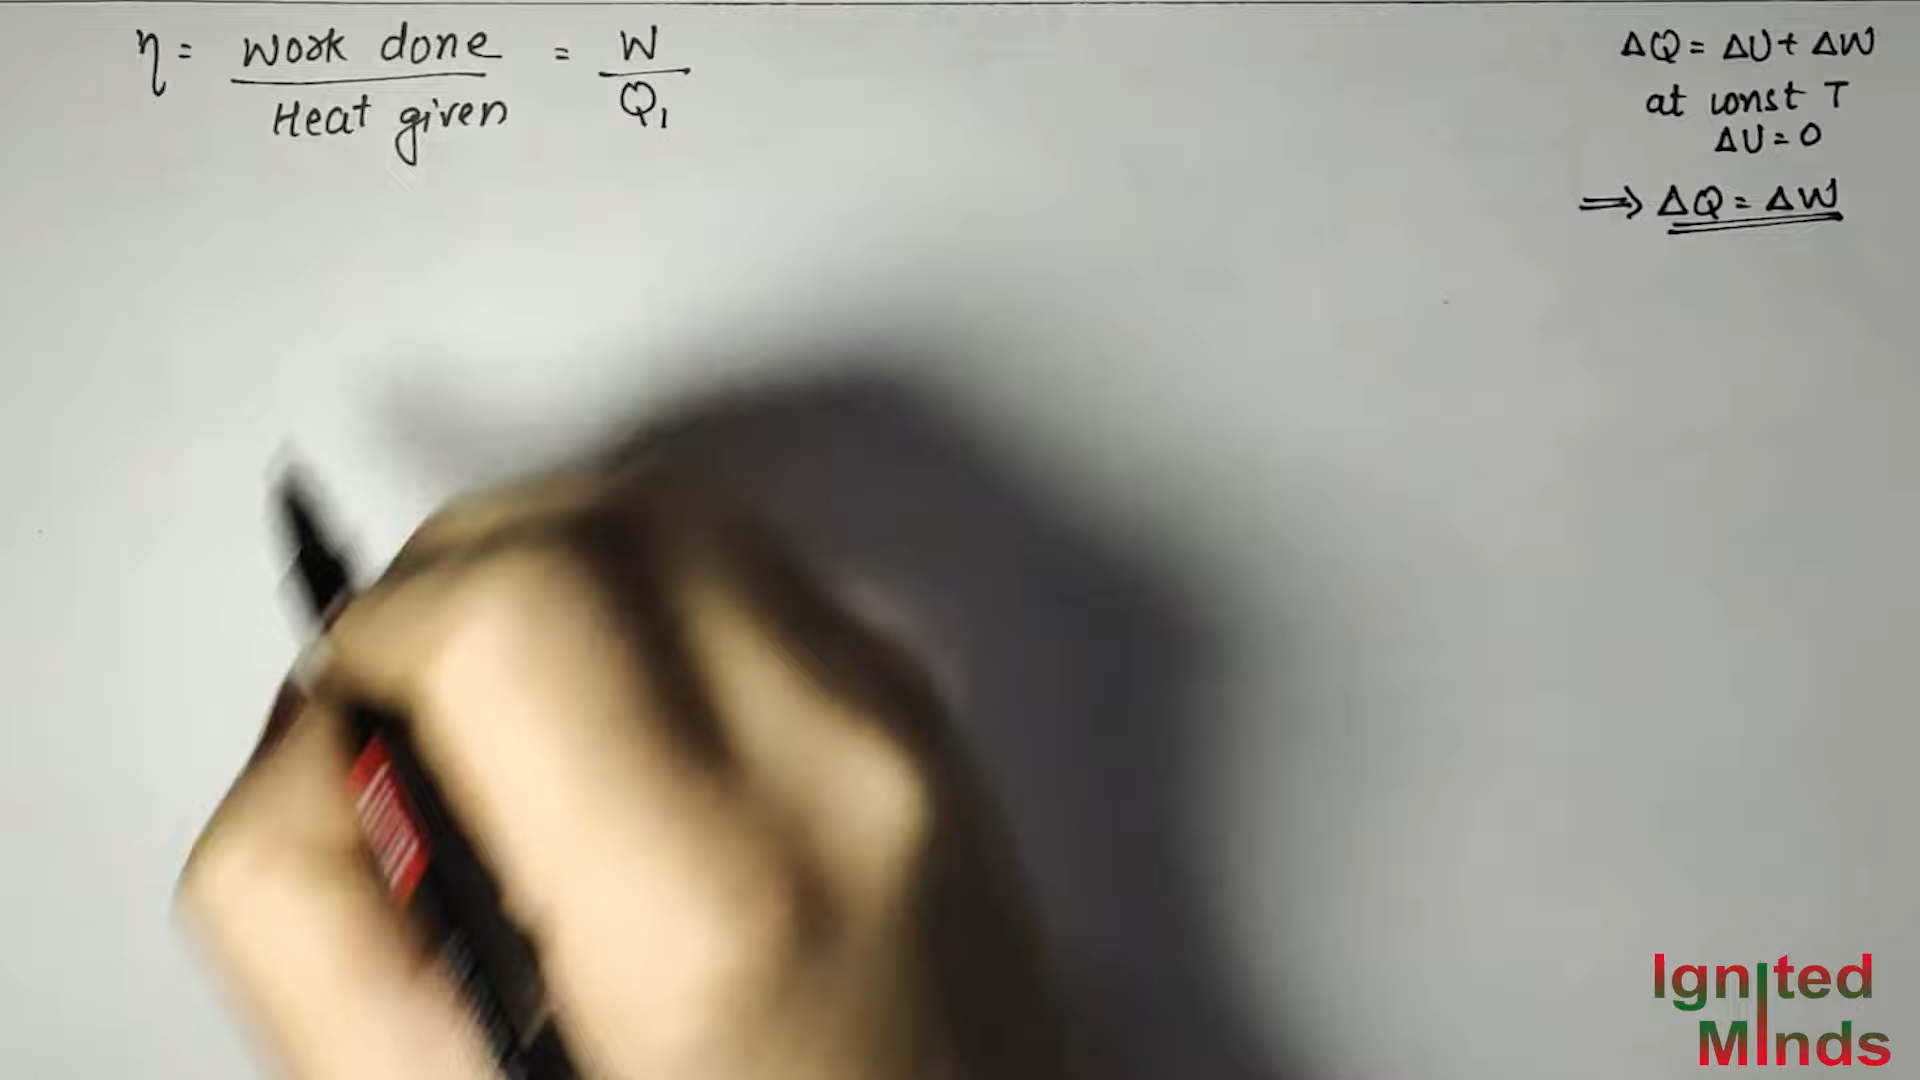 η = Work done / Heat given = W / Q₁
ΔQ = ΔU + ΔW
at const T
ΔU = 0
⇒ ΔQ = ΔW
Ignited
Minds